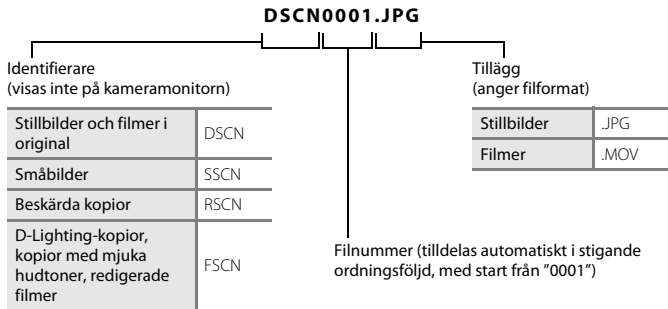 DSCN0001.JPG
Identifierare
(visas inte på kameramonitorn)
Stillbilder och filmer i
original
DSCN
Småbilder
SSCN
Beskärda kopior
RSCN
D-Lighting-kopior,
kopior med mjuka
hudtoner, redigerade
filmer
FSCN
Tillägg
(anger filformat)
Stillbilder
.JPG
Filmer
.MOV
Filnummer (tilldelas automatiskt i stigande
ordningsföljd, med start från ”0001”)